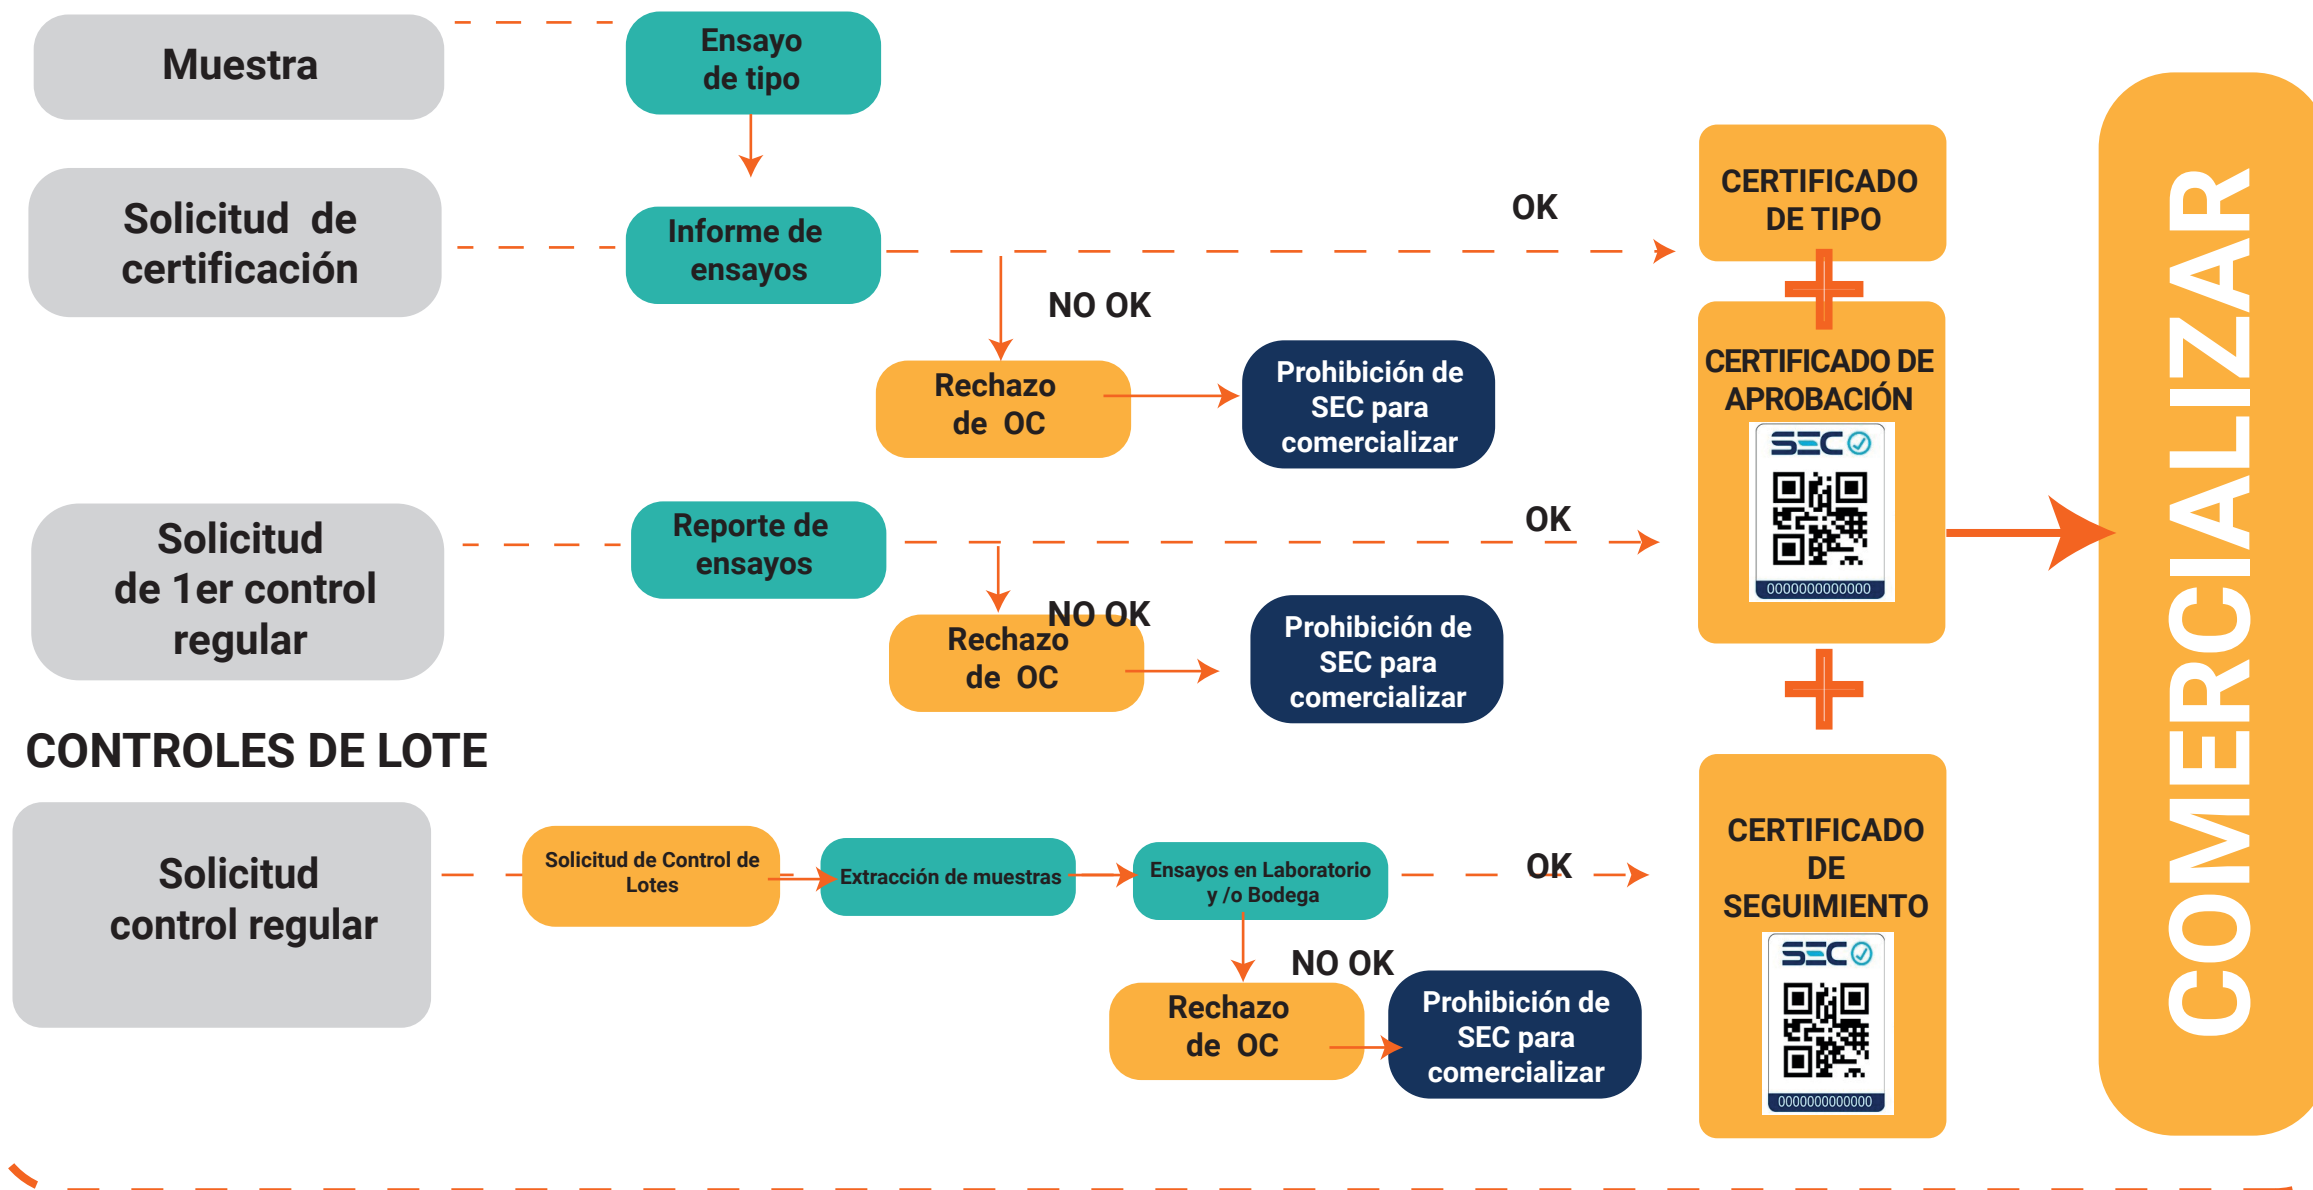 Muestra
Ensayo
de tipo
Solicitud de
certificación
Informe de
ensayos
OK
NO OK
Rechazo
de OC
Prohibición de
SEC para
comercializar
CERTIFICADO
DE TIPO
CERTIFICADO DE
APROBACIÓN
SEC
0000000000000
Solicitud
de 1er control
regular
Reporte de
ensayos
OK
NO OK
Rechazo
de OC
Prohibición de
SEC para
comercializar
CONTROLES DE LOTE
Solicitud
control regular
Solicitud de Control de
Lotes
Extracción de muestras
Ensayos en Laboratorio
y /o Bodega
OK
NO OK
Rechazo
de OC
Prohibición de
SEC para
comercializar
CERTIFICADO
DE
SEGUIMIENTO
SEC
0000000000000
COMERCIALIZAR